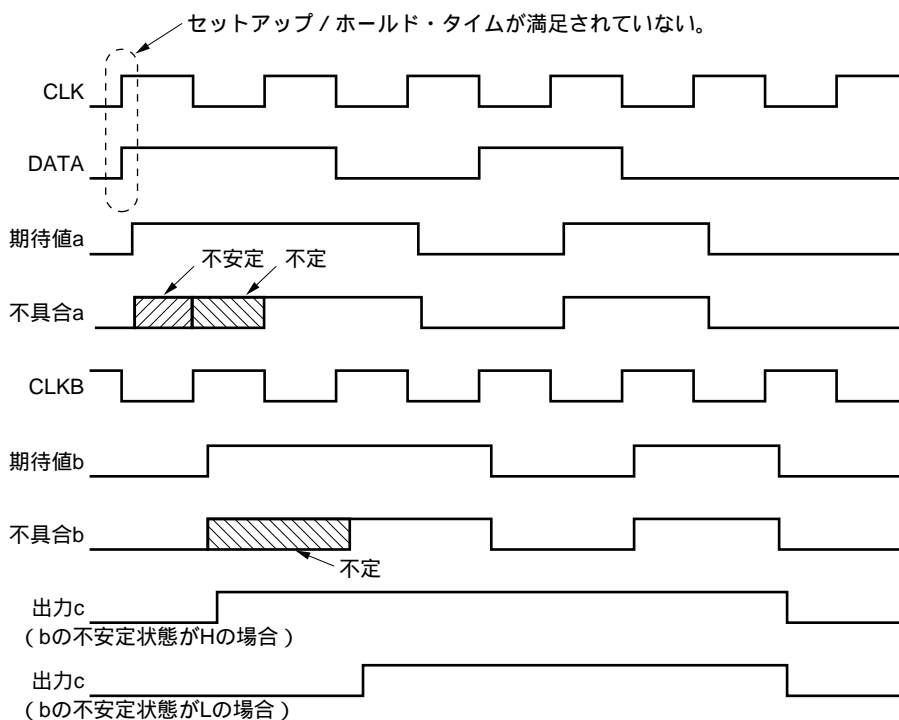 セットアップ / ホールド・タイムが満足されていない。
CLK
DATA
期待値a
不安定 不定
不具合a
CLKB
期待値b
不具合b
不定
出力c
( bの不安定状態がHの場合 )
出力c
( bの不安定状態がLの場合 )